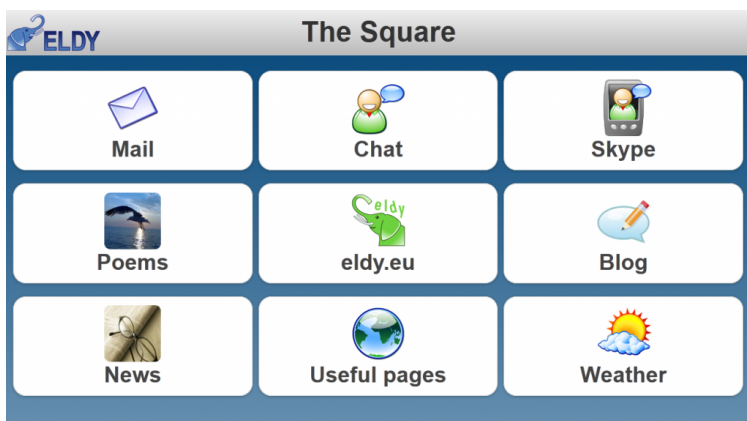 ELDY
The Square
Mail
Chat
Skype
Poems
eldy
eldy.eu
Blog
News
Useful pages
Weather